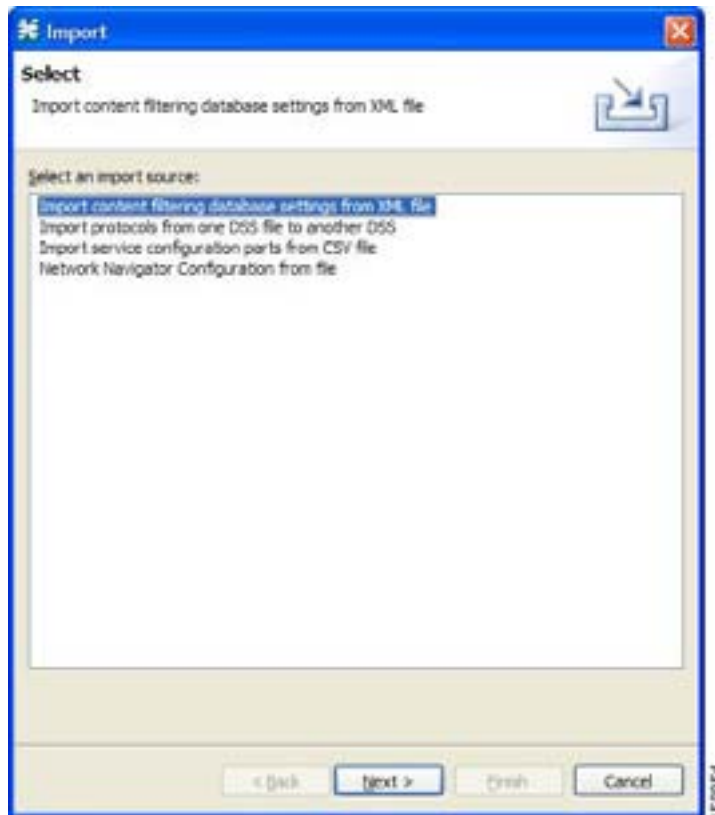 Import
Select
Import content filtering database settings from XML file
Select an import source:
Import content filtering database settings from XML file
Import protocols from one DSS file to another DSS
Import service configuration parts from CSV file
Network Navigator Configuration from file
< Back
Next >
Finish
Cancel